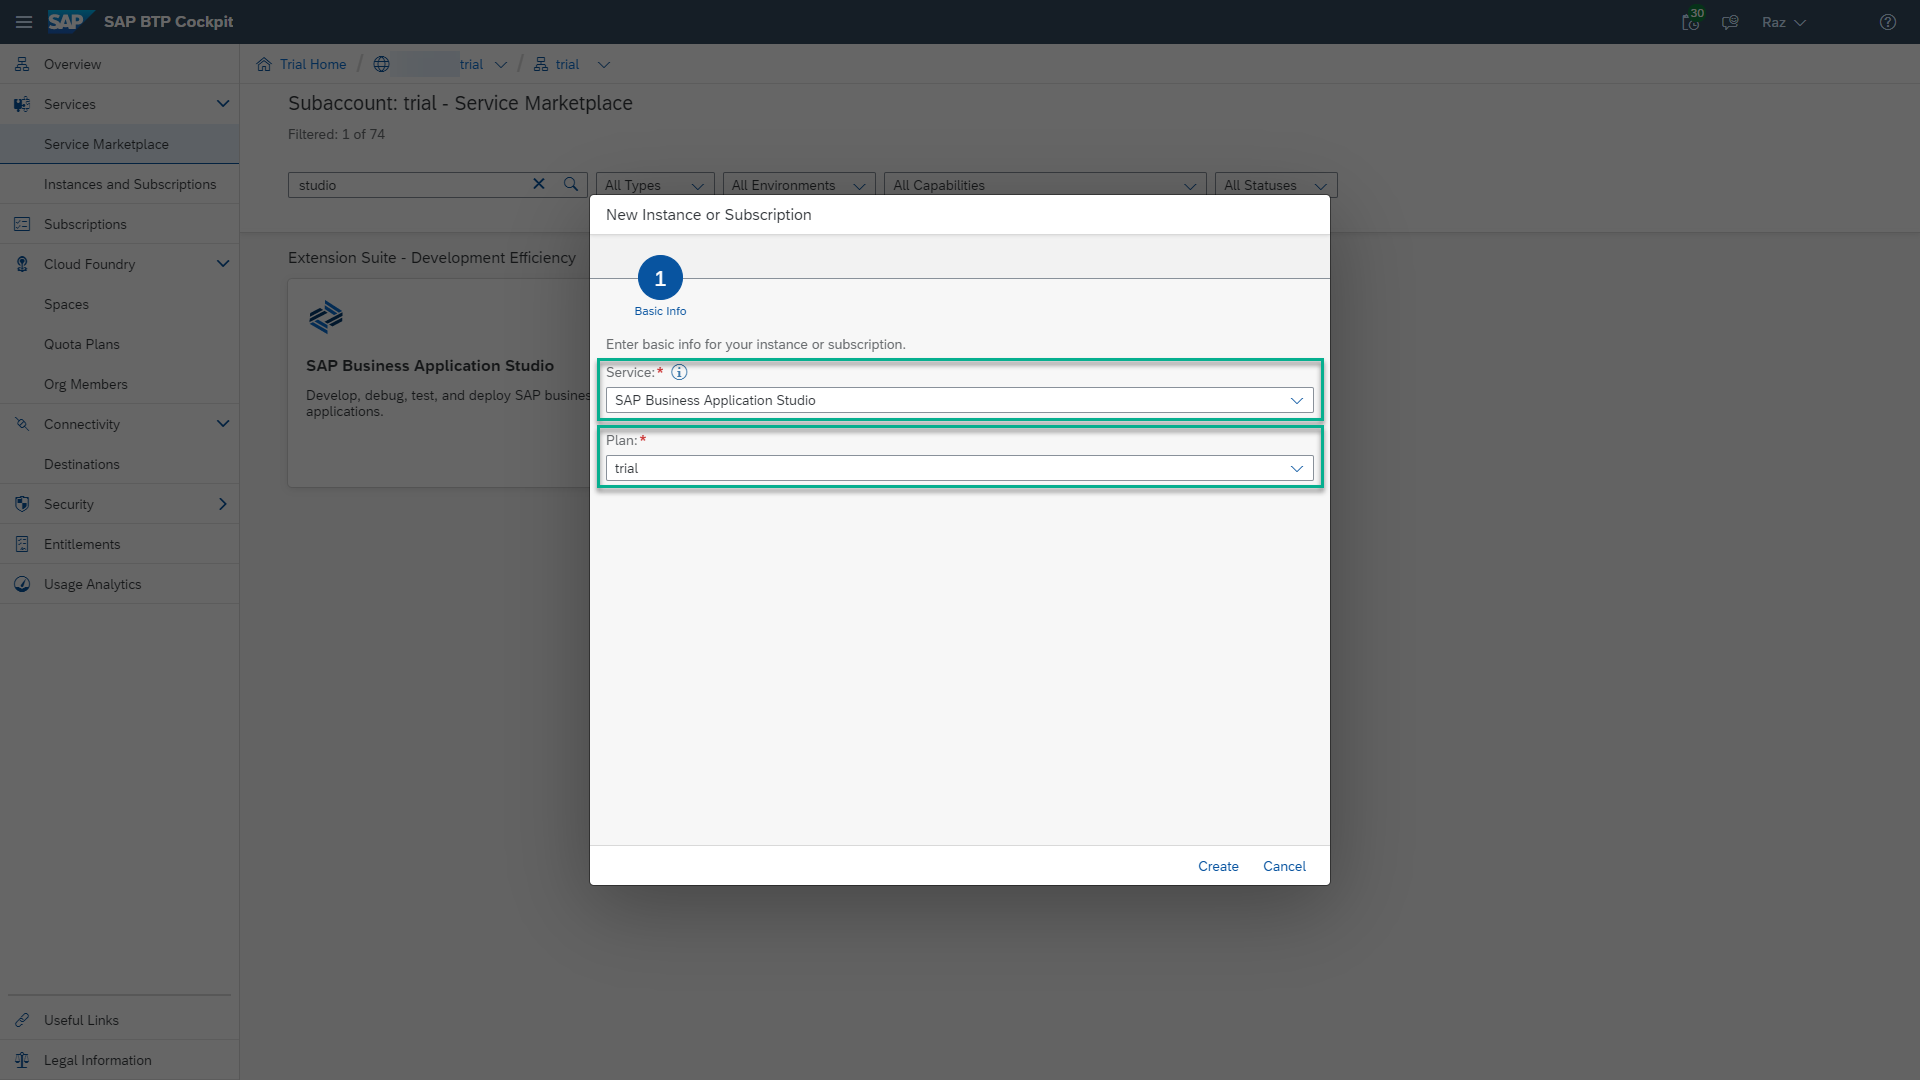 SAP SAP BTP Cockpit
30
Raz
Overview
Services
Service Marketplace
Instances and Subscriptions
Subscriptions
Cloud Foundry
Spaces
Quota Plans
Org Members
Connectivity
Destinations
Security
Entitlements
Usage Analytics
Useful Links
Legal Information
Trial Home / trial / trial
Subaccount: trial - Service Marketplace
Filtered: 1 of 74
studio
All Types
All Environments
All Capabilities
All Statuses
Extension Suite - Development Efficiency
SAP Business Application Studio
Develop, debug, test, and deploy SAP busines
applications.
New Instance or Subscription
1
Basic Info
Enter basic info for your instance or subscription.
Service:*
SAP Business Application Studio
Plan:*
trial
Create
Cancel